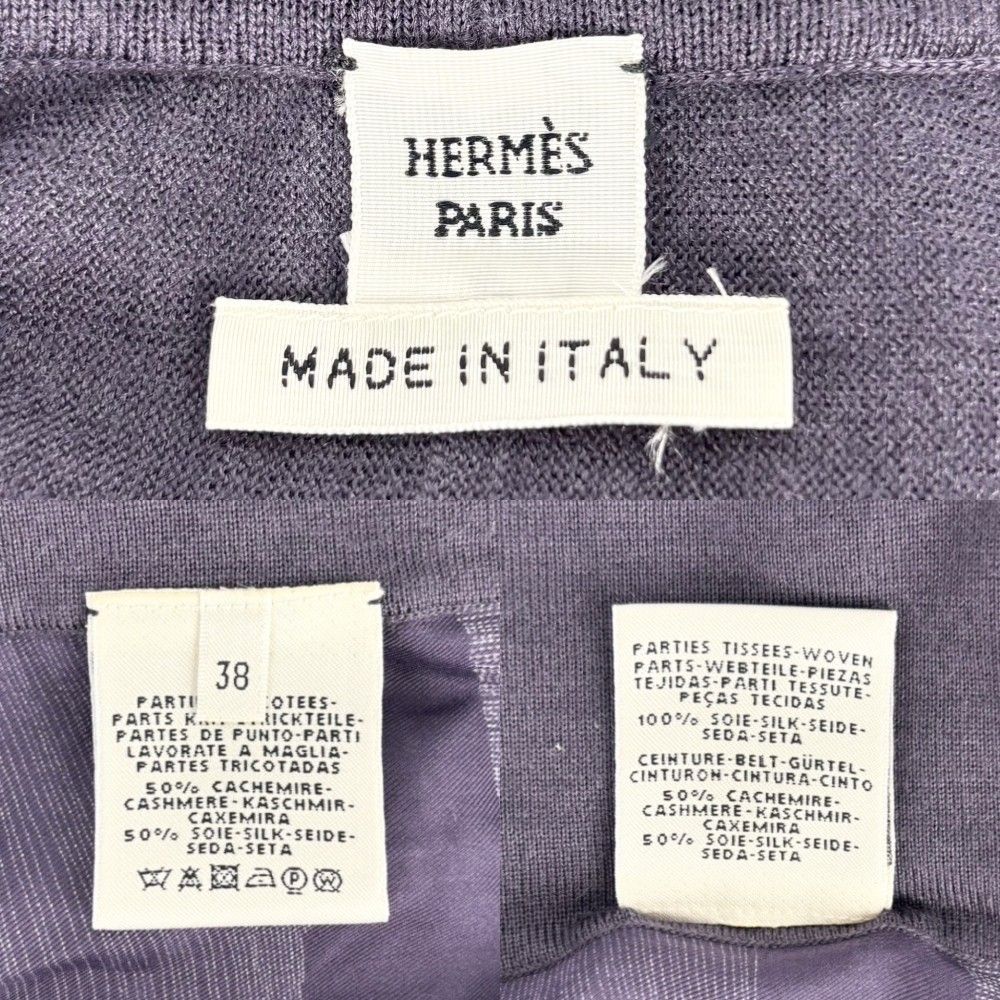 HERMÈS
PARIS
MADE IN ITALY
38
PARTIES
PARTS STRICKTEILE-
PARTES DE PUNTO-PARTI
LAVORATE A MAGLIA-
PARTES TRICOTADAS
50% CACHEMIRE-
CASHMERE-KASCHMIR-
CAXEMIRA
50% SOIE-SILK-SEIDE-
SEDA-SETA
PARTIES TISSEES-WOVEN
PARTS-WEBTEILE-PIEZAS
TEJIDAS-PARTI TESSUTE-
PEÇAS TECIDAS
100% SOIE-SILK-SEIDE-
SEDA-SETA
CEINTURE-BELT-GÜRTEL-
CINTURON-CINTURA-CINTO
50% CACHEMIRE-
CASHMERE-KASCHMIR-
CAXEMIRA
50% SOIE-SILK-SEIDE-
SEDA-SETA